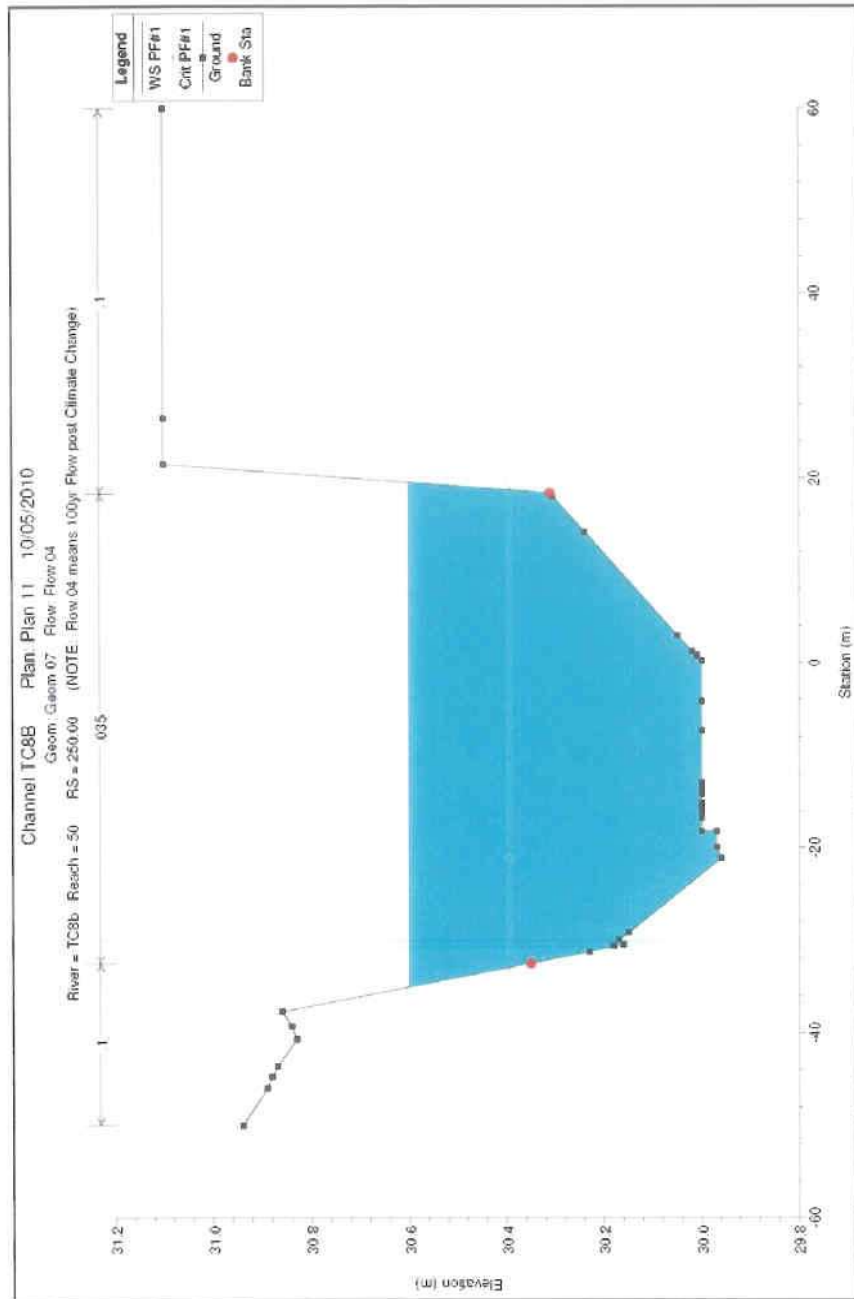 Channel TC8B Plan: Plan 11 10/05/2010
Geom: Geom 07 Flow: Flow 04
River = TC8b Reach = 50 RS = 250.00 (NOTE: Flow 04 means 100yr Flow post Climate Change)
.1
.035
.1
Legend
WS PF#1
Crit PF#1
Ground
Bank Sta
Elevation (m)
31.2
31.0
30.8
30.6
30.4
30.2
30.0
29.8
-60
-40
-20
0
20
40
60
Station (m)